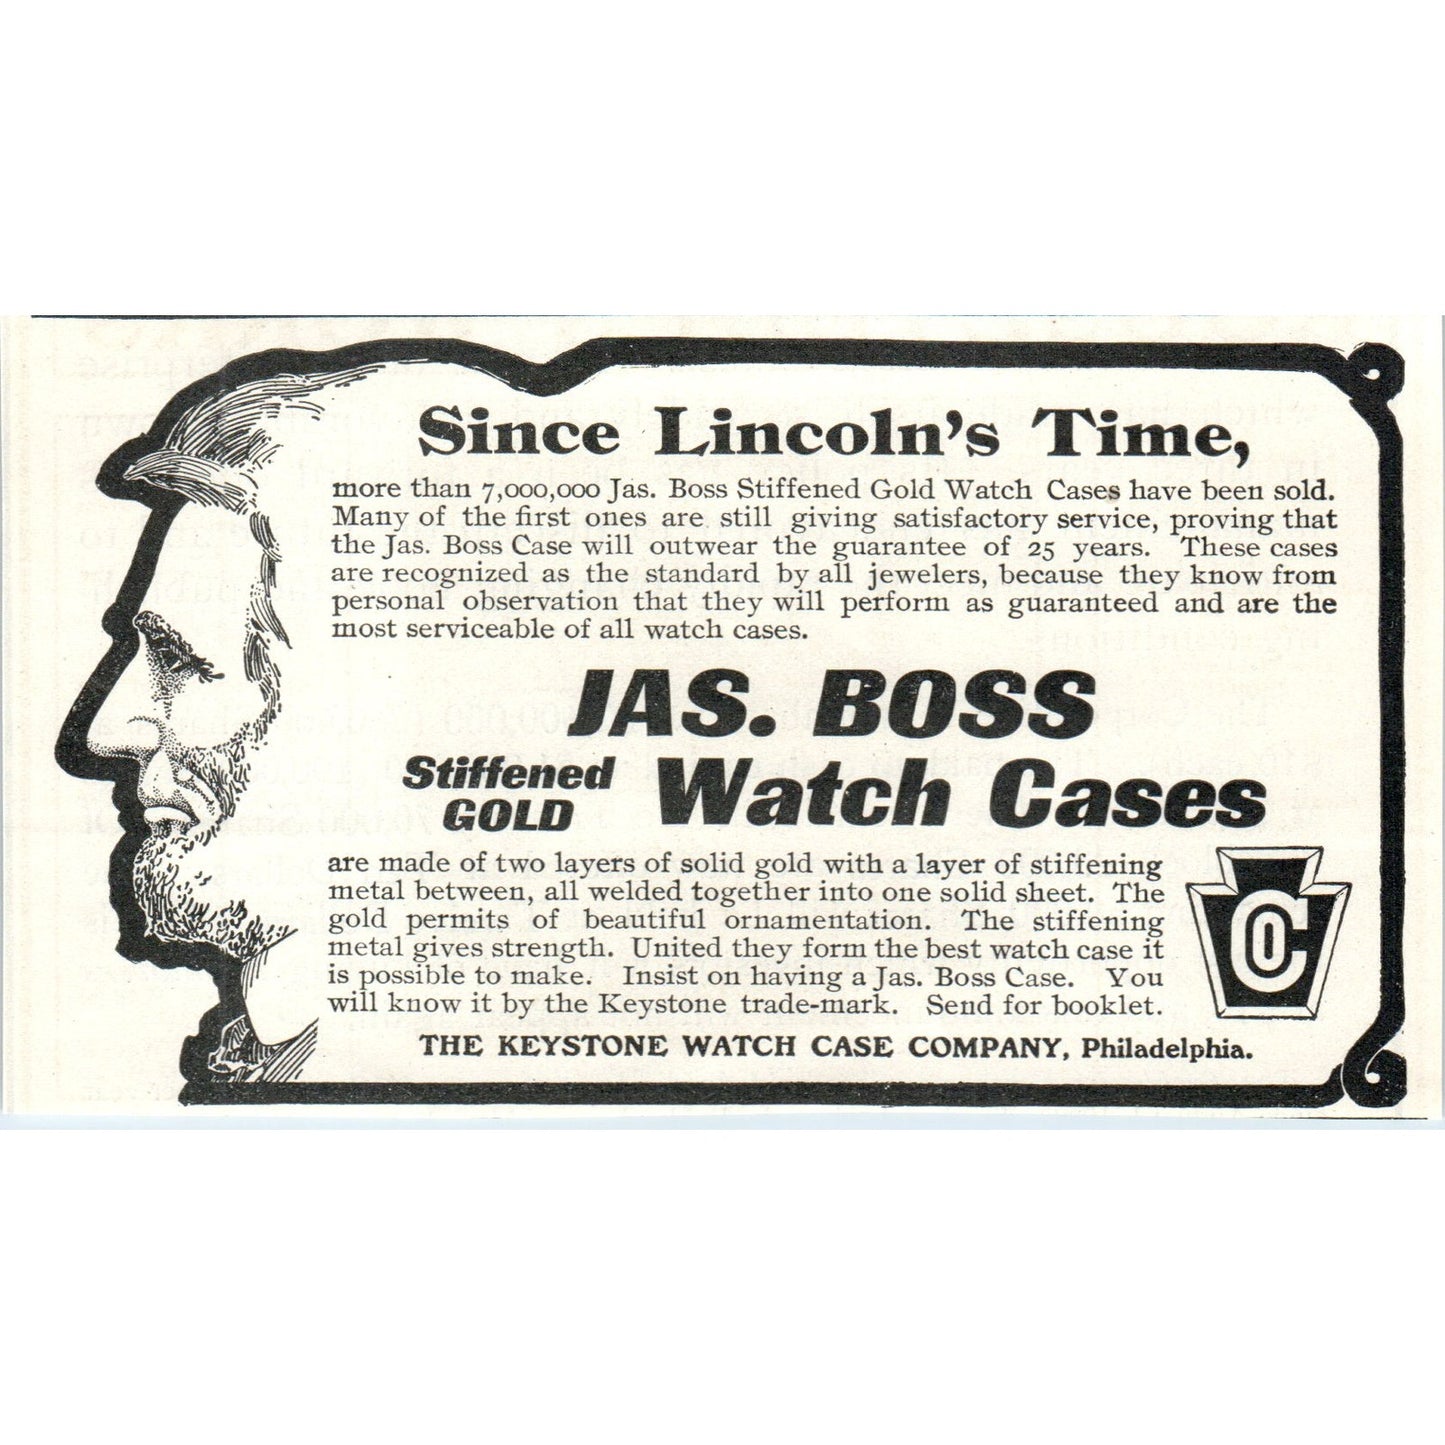 Since Lincoln's Time,
more than 7,000,000 Jas. Boss Stiffened Gold Watch Cases have been sold.
Many of the first ones are still giving satisfactory service, proving that
the Jas. Boss Case will outwear the guarantee of 25 years. These cases
are recognized as the standard by all jewelers, because they know from
personal observation that they will perform as guaranteed and are the
most serviceable of all watch cases.
JAS. BOSS
Stiffened GOLD Watch Cases
are made of two layers of solid gold with a layer of stiffening
metal between, all welded together into one solid sheet. The
gold permits of beautiful ornamentation. The stiffening
metal gives strength. United they form the best watch case it
is possible to make. Insist on having a Jas. Boss Case. You
will know it by the Keystone trade-mark. Send for booklet.
CO
THE KEYSTONE WATCH CASE COMPANY, Philadelphia.